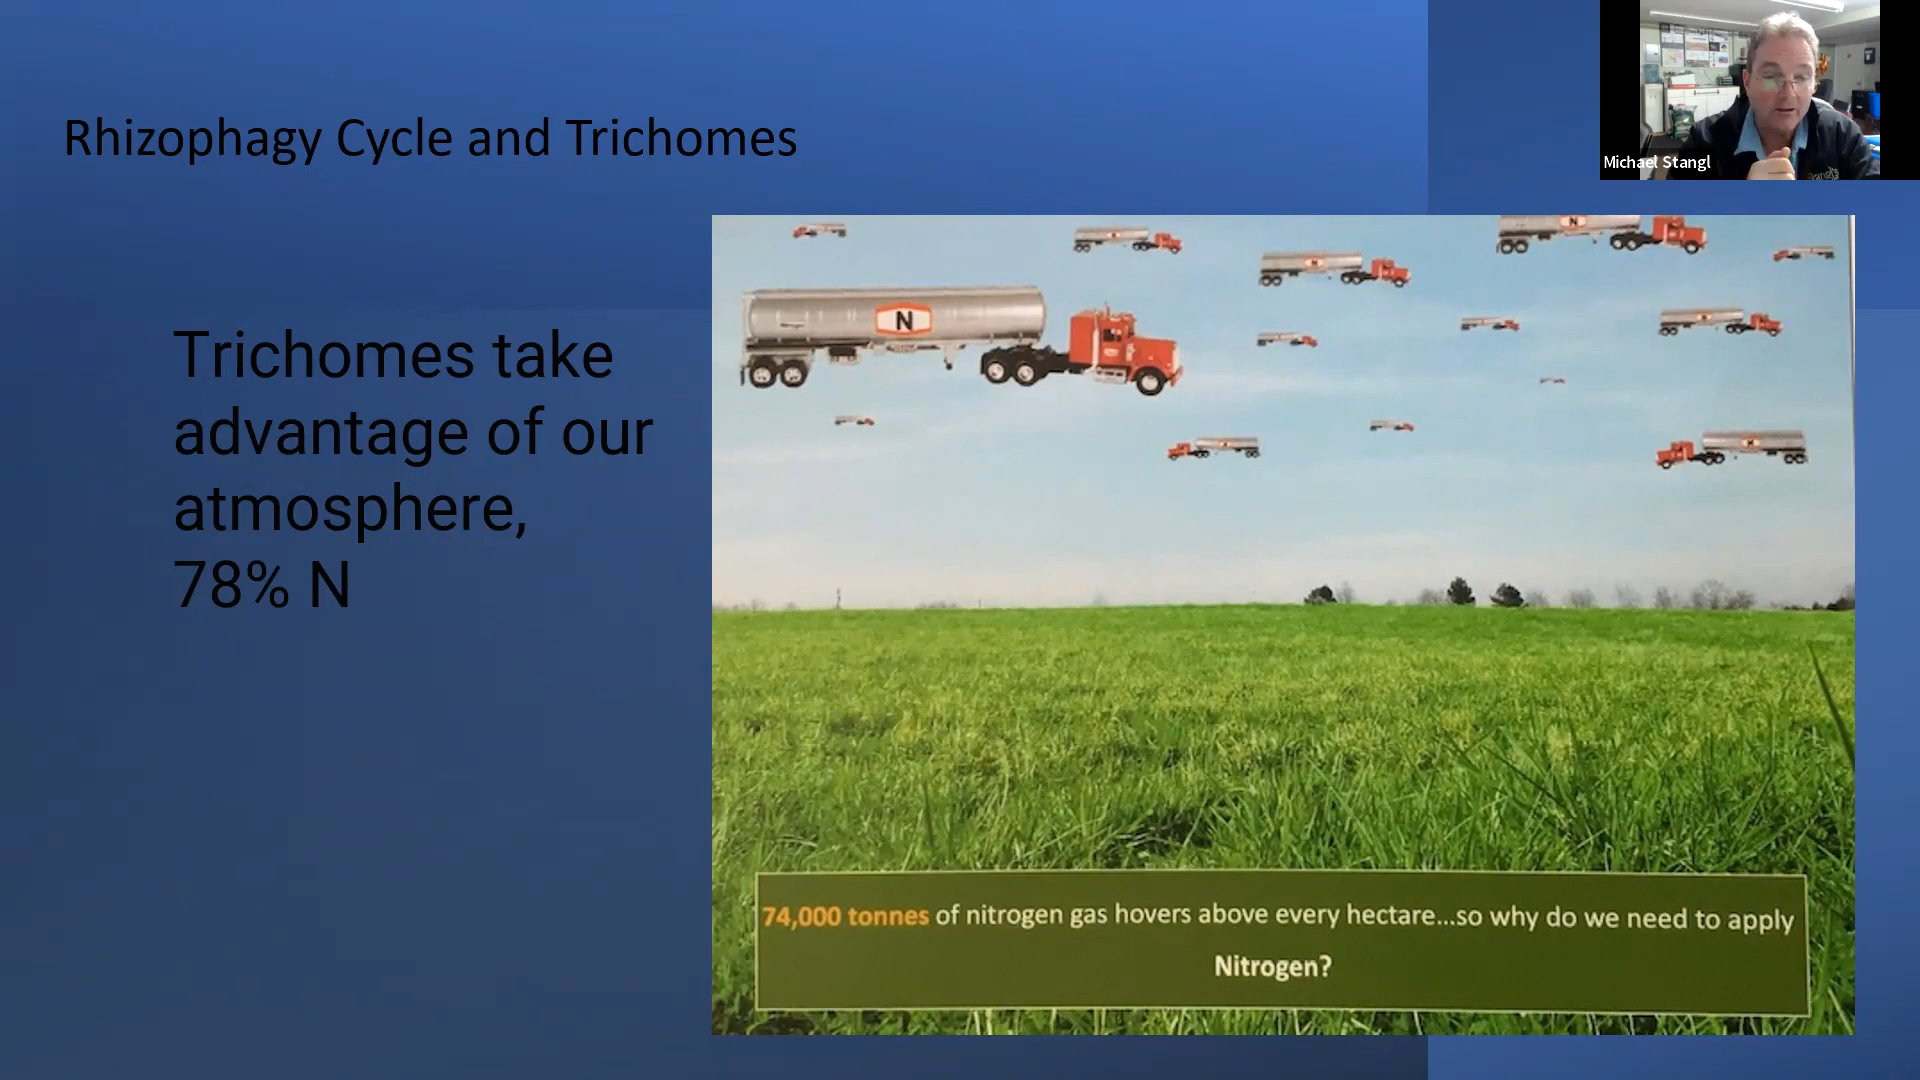 Rhizophagy Cycle and Trichomes
Michael Stangl
Trichomes take
advantage of our
atmosphere,
78% N
N
N
N
N
74,000 tonnes of nitrogen gas hovers above every hectare...so why do we need to apply
Nitrogen?